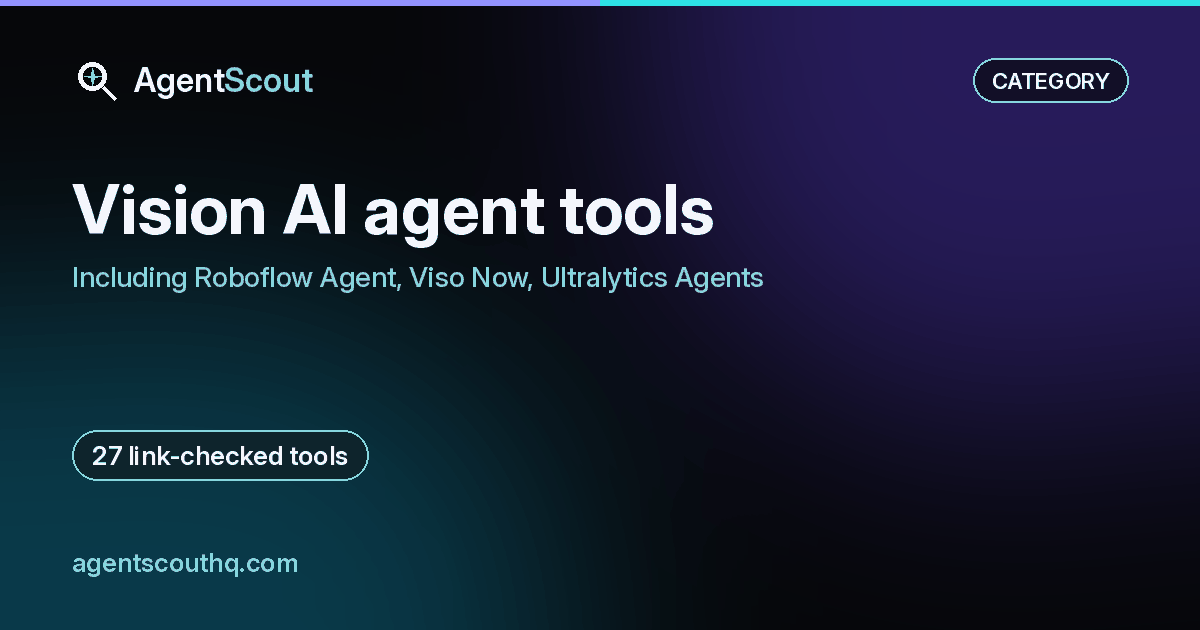 AgentScout
CATEGORY
Vision AI agent tools
Including Roboflow Agent, Viso Now, Ultralytics Agents
27 link-checked tools
agentscouthq.com